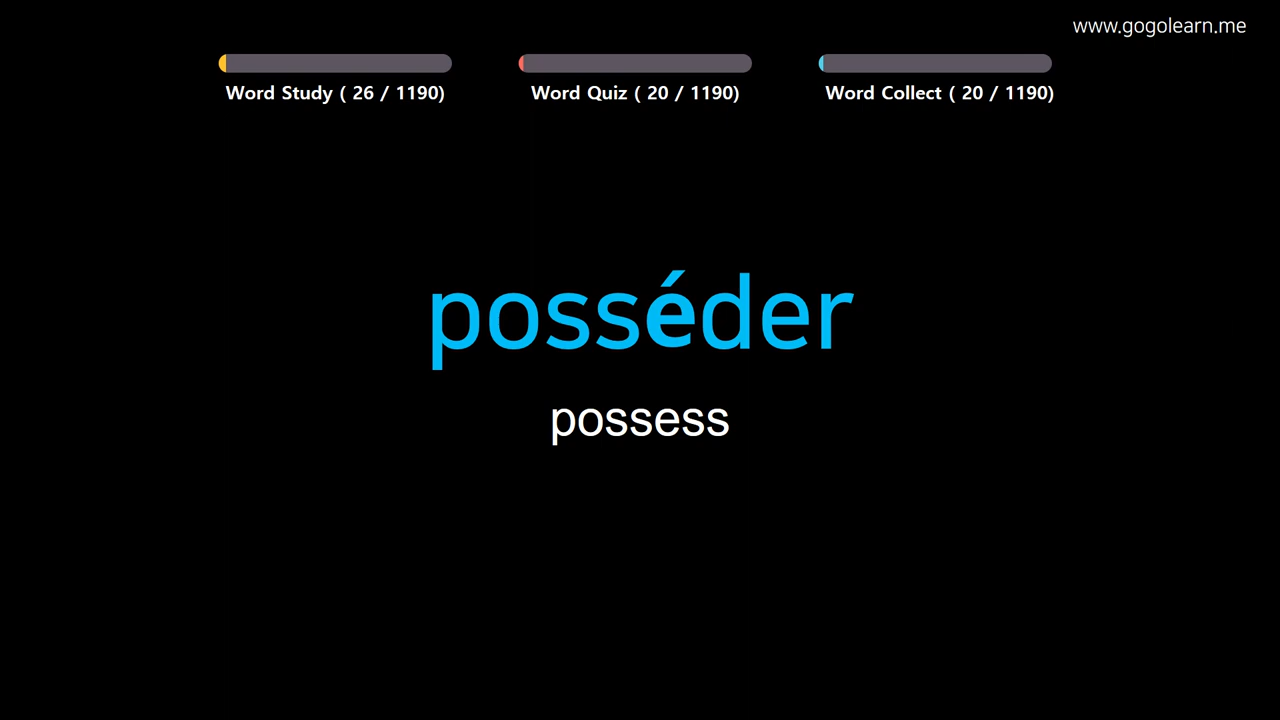 www.gogolearn.me
Word Study ( 26 / 1190)
Word Quiz ( 20 / 1190)
Word Collect ( 20 / 1190)
posséder
possess